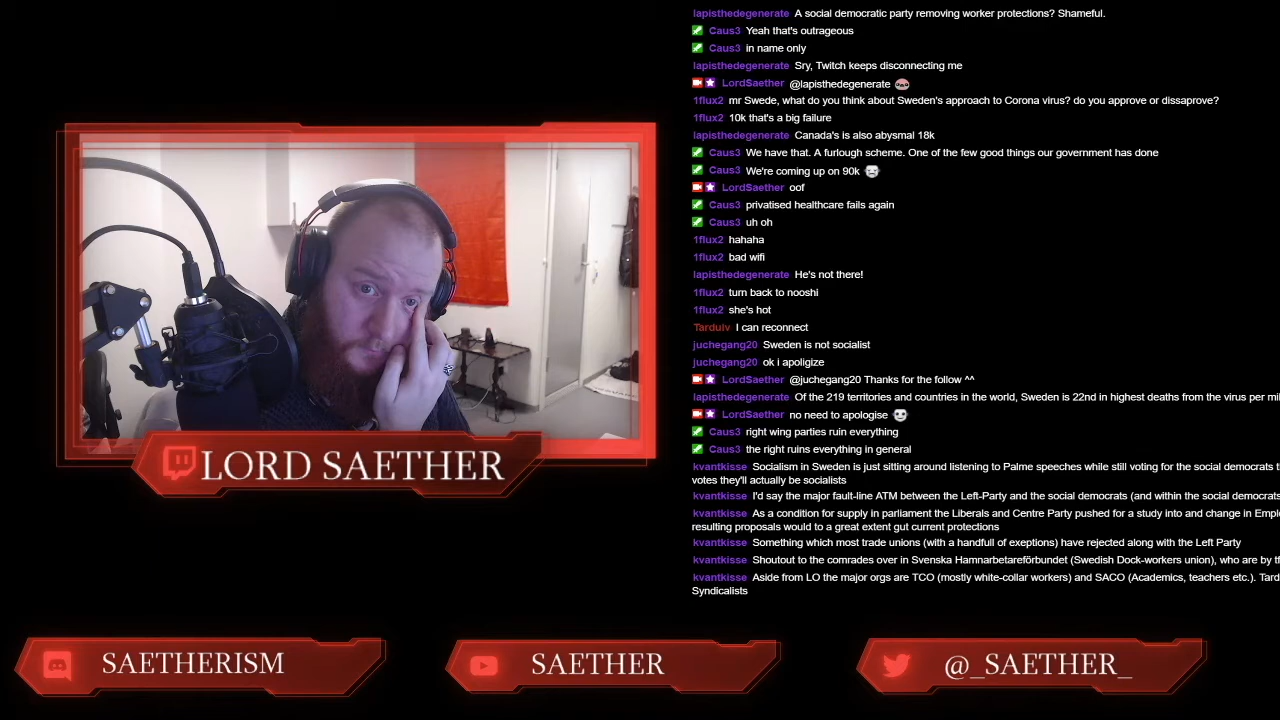 lapisthedegenerate A social democratic party removing worker protections? Shameful.
Caus3 Yeah that's outrageous
Caus3 in name only
lapisthedegenerate Sry, Twitch keeps disconnecting me
LordSaether @lapisthedegenerate
1flux2 mr Swede, what do you think about Sweden's approach to Corona virus? do you approve or dissaprove?
1flux2 10k that's a big failure
lapisthedegenerate Canada's is also abysmal 18k
Caus3 We have that. A furlough scheme. One of the few good things our government has done
Caus3 We're coming up on 90k
LordSaether oof
Caus3 privatised healthcare fails again
Caus3 uh oh
1flux2 hahaha
1flux2 bad wifi
lapisthedegenerate He's not there!
1flux2 turn back to nooshi
1flux2 she's hot
Tarduiv I can reconnect
juchegang20 Sweden is not socialist
juchegang20 ok i apoligize
LordSaether @juchegang20 Thanks for the follow ^^
lapisthedegenerate Of the 219 territories and countries in the world, Sweden is 22nd in highest deaths from the virus per mil
LordSaether no need to apologise
Caus3 right wing parties ruin everything
Caus3 the right ruins everything in general
kvantkisse Socialism in Sweden is just sitting around listening to Palme speeches while still voting for the social democrats t
votes they'll actually be socialists
kvantkisse I'd say the major fault-line ATM between the Left-Party and the social democrats (and within the social democrats
kvantkisse As a condition for supply in parliament the Liberals and Centre Party pushed for a study into and change in Empl
resulting proposals would to a great extent gut current protections
kvantkisse Something which most trade unions (with a handfull of exeptions) have rejected along with the Left Party
kvantkisse Shoutout to the comrades over in Svenska Hamnarbetareförbundet (Swedish Dock-workers union), who are by
kvantkisse Aside from LO the major orgs are TCO (mostly white-collar workers) and SACO (Academics, teachers etc.). Tard
Syndicalists
LORD SAETHER
SAETHERISM
SAETHER
@_SAETHER_